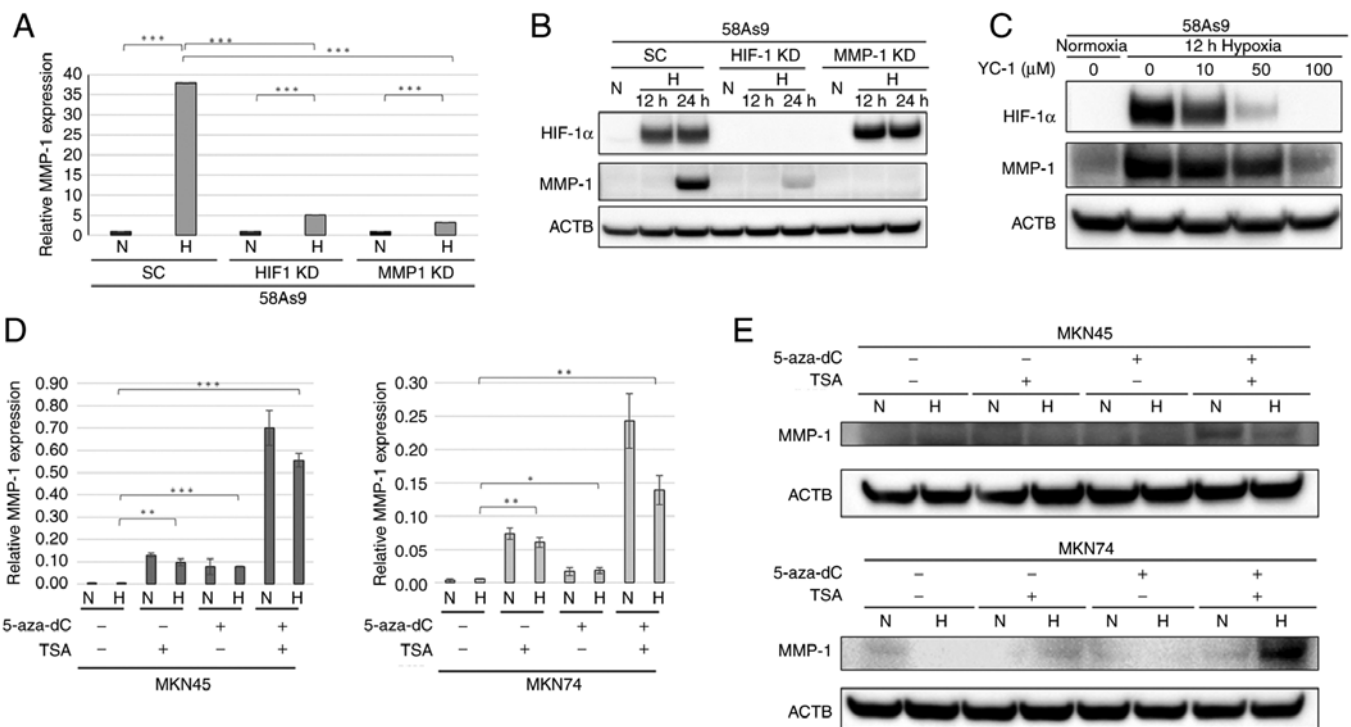 A
Relative MMP-1 expression
40
35
30
25
20
15
10
5
0
*** *** *** *** ***
N H N H N H
SC HIF1 KD MMP1 KD
58As9
B
58As9
SC HIF-1 KD MMP-1 KD
N H N H N H
12 h 24 h 12 h 24 h 12 h 24 h
HIF-1α
MMP-1
ACTB
C
58As9
Normoxia 12 h Hypoxia
YC-1 (μM) 0 0 10 50 100
HIF-1α
MMP-1
ACTB
D
Relative MMP-1 expression
0.90
0.80
0.70
0.60
0.50
0.40
0.30
0.20
0.10
0.00
***
***
**
N H N H N H N H
5-aza-dC – – + +
TSA – + – +
MKN45
Relative MMP-1 expression
0.30
0.25
0.20
0.15
0.10
0.05
0.00
**
*
**
N H N H N H N H
5-aza-dC – – + +
TSA – + – +
MKN74
E
MKN45
5-aza-dC – – + +
TSA – + – +
N H N H N H N H
MMP-1
ACTB
MKN74
5-aza-dC – – + +
TSA – + – +
N H N H N H N H
MMP-1
ACTB